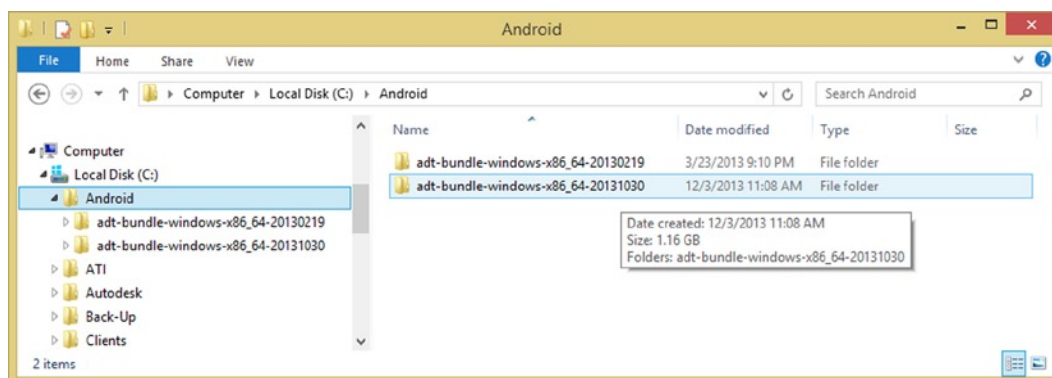 Android
File Home Share View
Computer Local Disk (C:) Android Search Android
Name Date modified Type Size
Computer
Local Disk (C:)
Android
adt-bundle-windows-x86_64-20130219
adt-bundle-windows-x86_64-20131030
ATI
Autodesk
Back-Up
Clients
adt-bundle-windows-x86_64-20130219 3/23/2013 9:10 PM File folder
adt-bundle-windows-x86_64-20131030 12/3/2013 11:08 AM File folder
Date created: 12/3/2013 11:08 AM
Size: 1.16 GB
Folders: adt-bundle-windows-x86_64-20131030
2 items